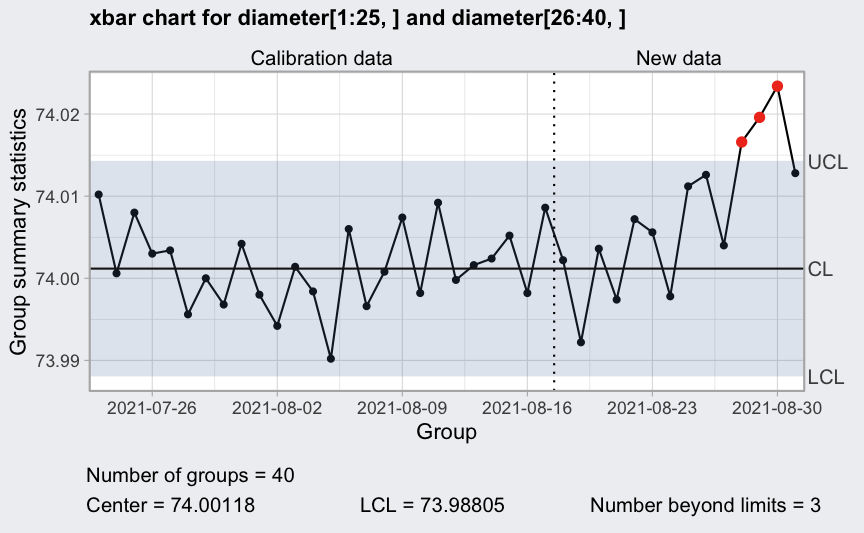 xbar chart for diameter[1:25, ] and diameter[26:40, ]
Calibration data New data
Group summary statistics
74.02
74.01
74.00
73.99
UCL
CL
LCL
2021-07-26 2021-08-02 2021-08-09 2021-08-16 2021-08-23 2021-08-30
Group
Number of groups = 40
Center = 74.00118 LCL = 73.98805 Number beyond limits = 3